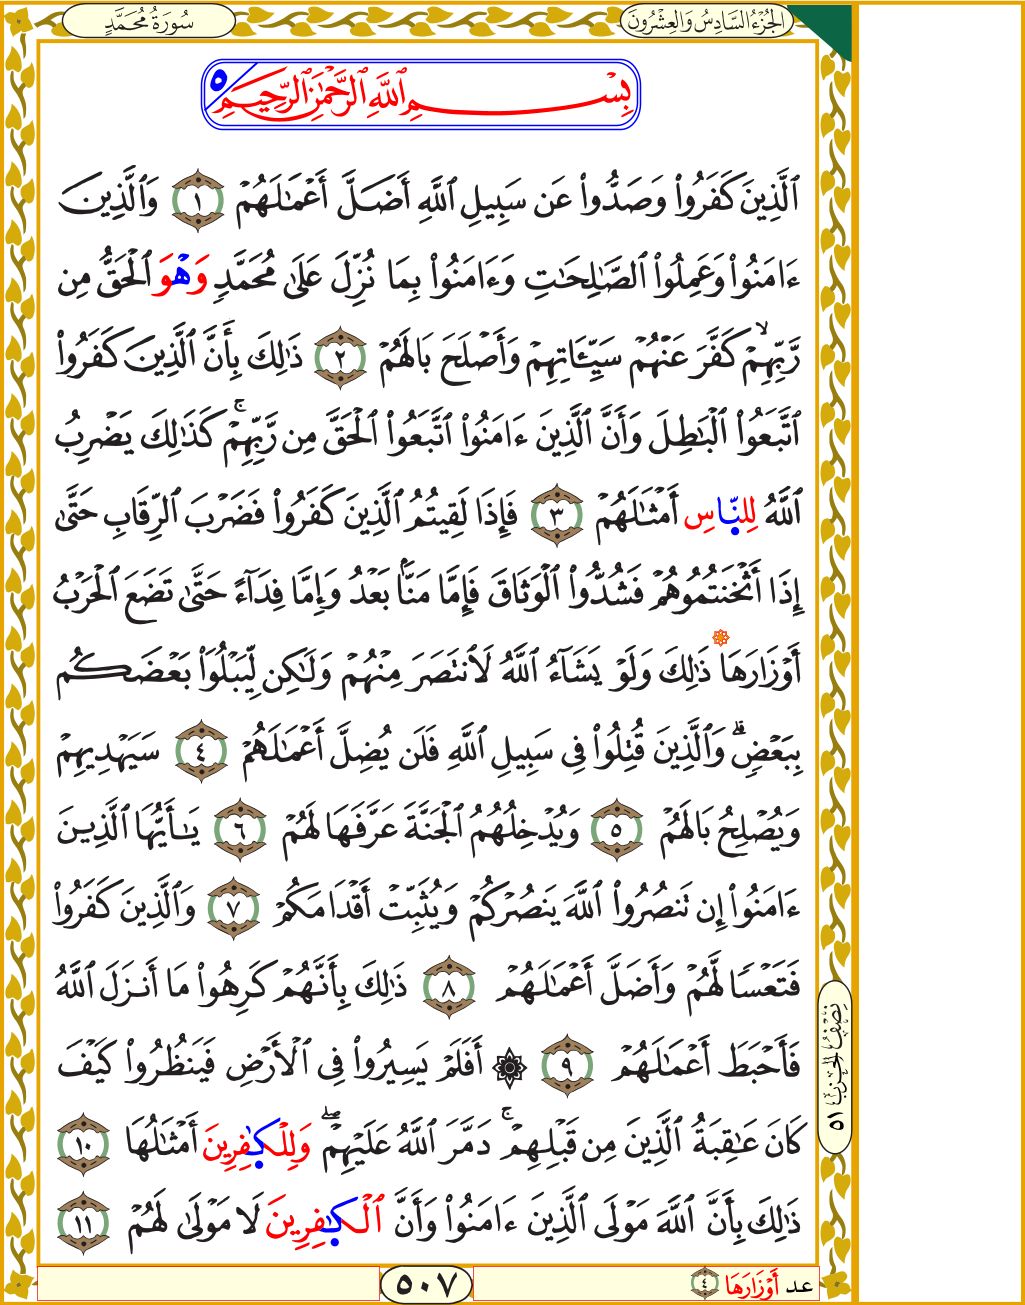 سُورَةُ مُحَمَّدٍ
الجُزْءُ السَّادِسُ وَالعِشْرُونَ
بِسْمِ ٱللَّهِ ٱلرَّحْمَٰنِ ٱلرَّحِيمِ ٥
ٱلَّذِينَ كَفَرُوا۟ وَصَدُّوا۟ عَن سَبِيلِ ٱللَّهِ أَضَلَّ أَعْمَٰلَهُمْ ١ وَٱلَّذِينَ
ءَامَنُوا۟ وَعَمِلُوا۟ ٱلصَّٰلِحَٰتِ وَءَامَنُوا۟ بِمَا نُزِّلَ عَلَىٰ مُحَمَّدٍ وَهْوَ ٱلْحَقُّ مِن
رَّبِّهِمْ ۙ كَفَّرَ عَنْهُمْ سَيِّـَٔاتِهِمْ وَأَصْلَحَ بَالَهُمْ ٢ ذَٰلِكَ بِأَنَّ ٱلَّذِينَ كَفَرُوا۟
ٱتَّبَعُوا۟ ٱلْبَٰطِلَ وَأَنَّ ٱلَّذِينَ ءَامَنُوا۟ ٱتَّبَعُوا۟ ٱلْحَقَّ مِن رَّبِّهِمْ ۚ كَذَٰلِكَ يَضْرِبُ
ٱللَّهُ لِلنَّاسِ أَمْثَٰلَهُمْ ٣ فَإِذَا لَقِيتُمُ ٱلَّذِينَ كَفَرُوا۟ فَضَرْبَ ٱلرِّقَابِ حَتَّىٰ
إِذَا أَثْخَنتُمُوهُمْ فَشُدُّوا۟ ٱلْوَثَاقَ فَإِمَّا مَنًّۢا بَعْدُ وَإِمَّا فِدَآءً حَتَّىٰ تَضَعَ ٱلْحَرْبُ
أَوْزَارَهَا ذَٰلِكَ وَلَوْ يَشَآءُ ٱللَّهُ لَٱنتَصَرَ مِنْهُمْ وَلَٰكِن لِّيَبْلُوَا۟ بَعْضَكُم
بِبَعْضٍ ۗ وَٱلَّذِينَ قُتِلُوا۟ فِى سَبِيلِ ٱللَّهِ فَلَن يُضِلَّ أَعْمَٰلَهُمْ ٤ سَيَهْدِيهِمْ
وَيُصْلِحُ بَالَهُمْ ٥ وَيُدْخِلُهُمُ ٱلْجَنَّةَ عَرَّفَهَا لَهُمْ ٦ يَٰٓأَيُّهَا ٱلَّذِينَ
ءَامَنُوا۟ إِن تَنصُرُوا۟ ٱللَّهَ يَنصُرْكُمْ وَيُثَبِّتْ أَقْدَامَكُمْ ٧ وَٱلَّذِينَ كَفَرُوا۟
فَتَعْسًا لَّهُمْ وَأَضَلَّ أَعْمَٰلَهُمْ ٨ ذَٰلِكَ بِأَنَّهُمْ كَرِهُوا۟ مَا أَنزَلَ ٱللَّهُ
فَأَحْبَطَ أَعْمَٰلَهُمْ ٩ ۞ أَفَلَمْ يَسِيرُوا۟ فِى ٱلْأَرْضِ فَيَنظُرُوا۟ كَيْفَ
كَانَ عَٰقِبَةُ ٱلَّذِينَ مِن قَبْلِهِمْ ۚ دَمَّرَ ٱللَّهُ عَلَيْهِمْ ۖ وَلِلْكَٰفِرِينَ أَمْثَٰلُهَا ١٠
ذَٰلِكَ بِأَنَّ ٱللَّهَ مَوْلَى ٱلَّذِينَ ءَامَنُوا۟ وَأَنَّ ٱلْكَٰفِرِينَ لَا مَوْلَىٰ لَهُمْ ١١
نِصْفُ الحِزْبِ ٥١
عد أَوْزَارَهَا ٤
٥٠٧